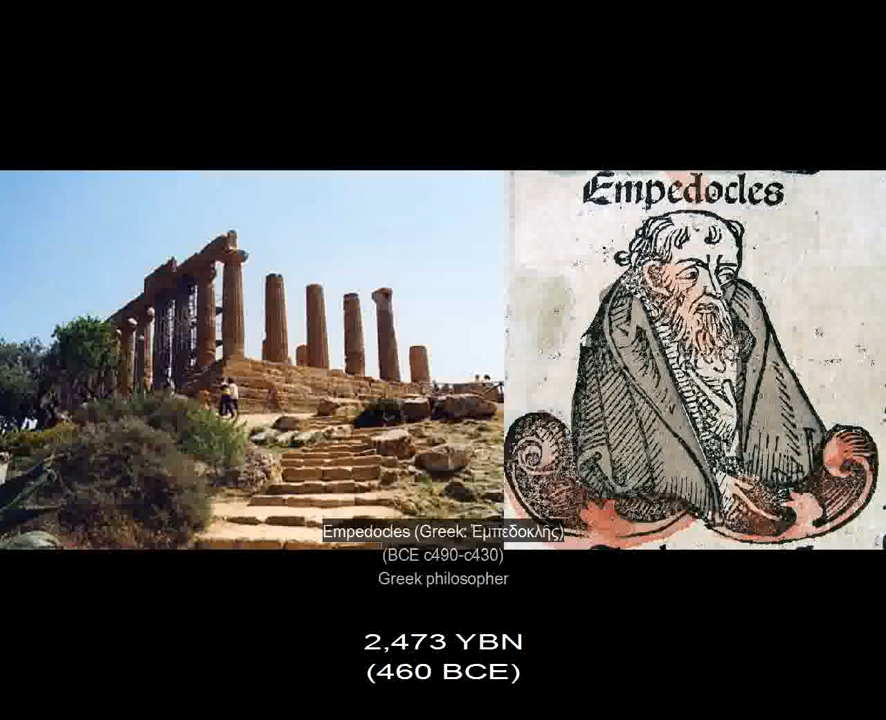 Empedocles
Empedocles (Greek: Ἐμπεδοκλῆς)
(BCE c490-c430)
Greek philosopher
2,473 YBN
(460 BCE)